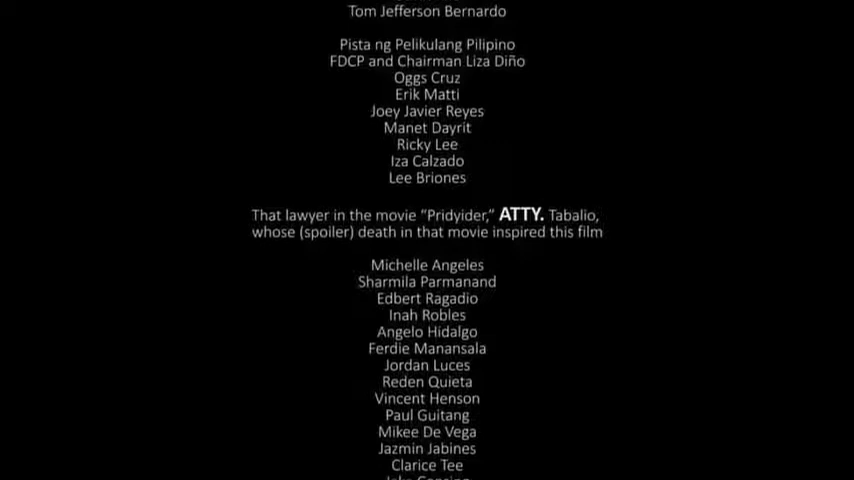 Tom Jefferson Bernardo
Pista ng Pelikulang Pilipino
FDCP and Chairman Liza Diño
Oggs Cruz
Erik Matti
Joey Javier Reyes
Manet Dayrit
Ricky Lee
Iza Calzado
Lee Briones
That lawyer in the movie "Pridyider," ATTY. Tabalio,
whose (spoiler) death in that movie inspired this film
Michelle Angeles
Sharmila Parmanand
Edbert Ragadio
Inah Robles
Angelo Hidalgo
Ferdie Manansala
Jordan Luces
Reden Quieta
Vincent Henson
Paul Guitang
Mikee De Vega
Jazmin Jabines
Clarice Tee